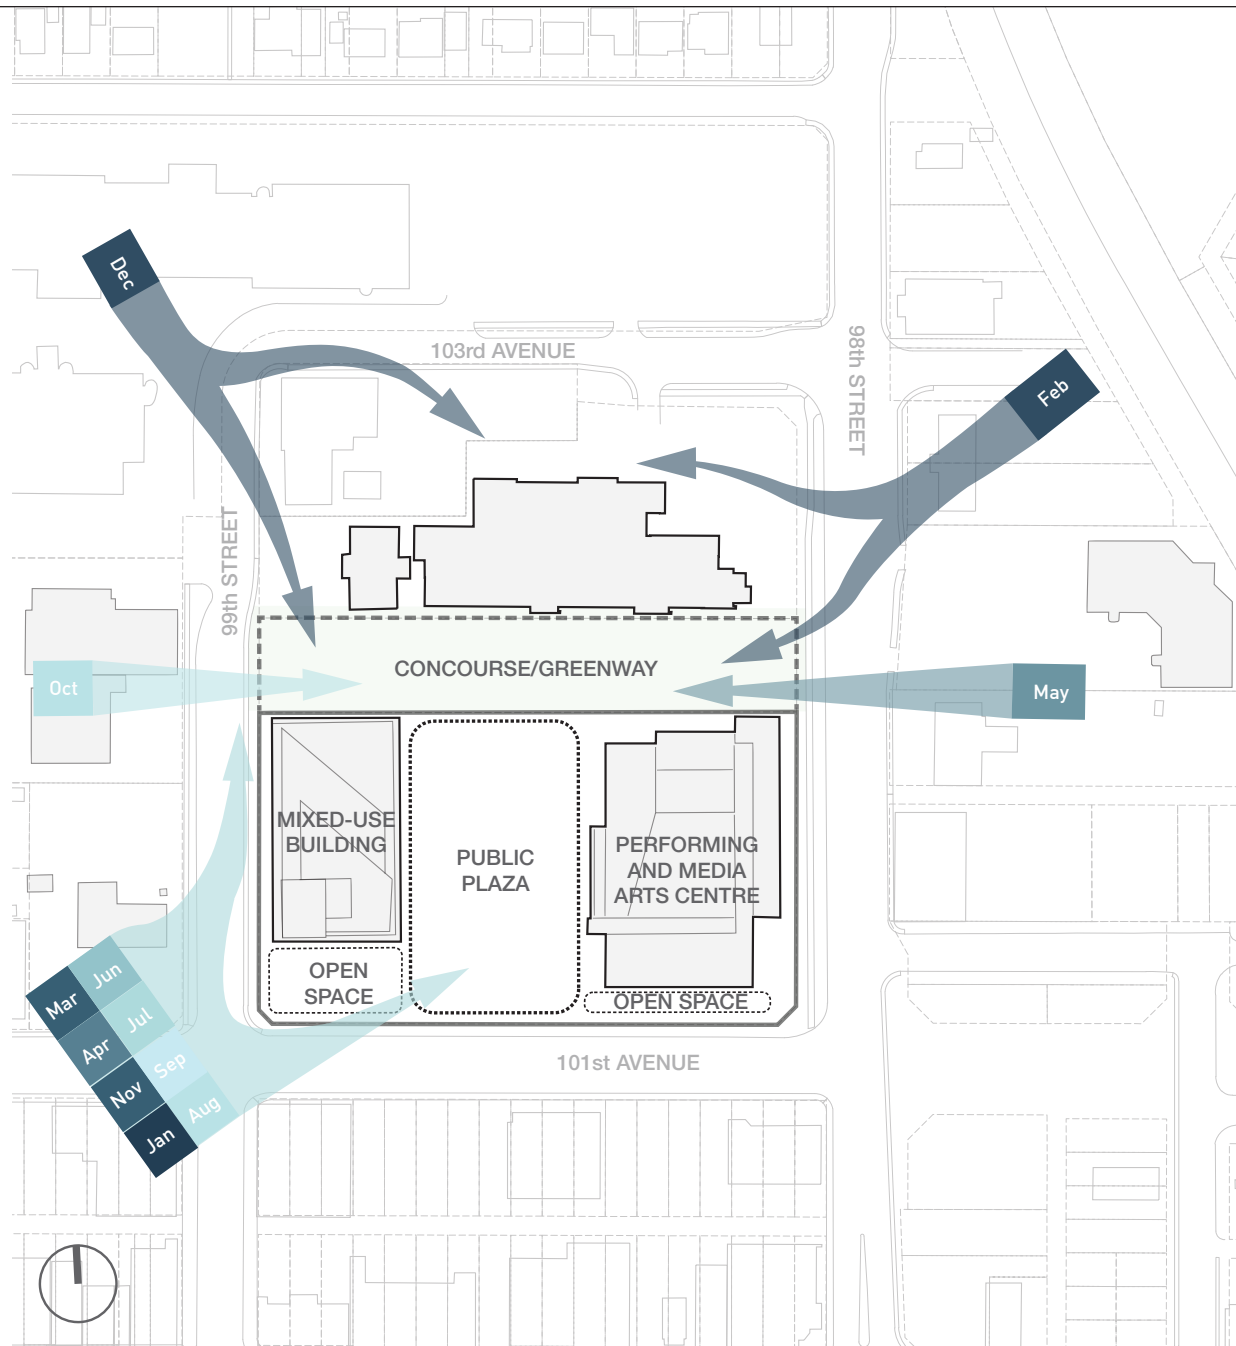 Dec
103rd AVENUE
98th STREET
Feb
99th STREET
CONCOURSE/GREENWAY
Oct
May
MIXED-USE
BUILDING
PUBLIC
PLAZA
PERFORMING
AND MEDIA
ARTS CENTRE
OPEN
SPACE
OPEN SPACE
Mar
Jun
Apr
Jul
Nov
Sep
Jan
Aug
101st AVENUE